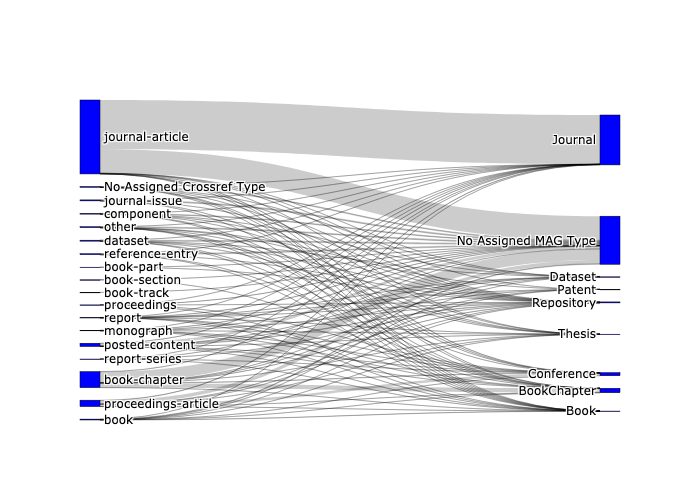 journal-article
No-Assigned Crossref Type
journal-issue
component
other
dataset
reference-entry
book-part
book-section
book-track
proceedings
report
monograph
posted-content
report-series
book-chapter
proceedings-article
book
Journal
No Assigned MAG Type
Dataset
Patent
Repository
Thesis
Conference
BookChapter
Book